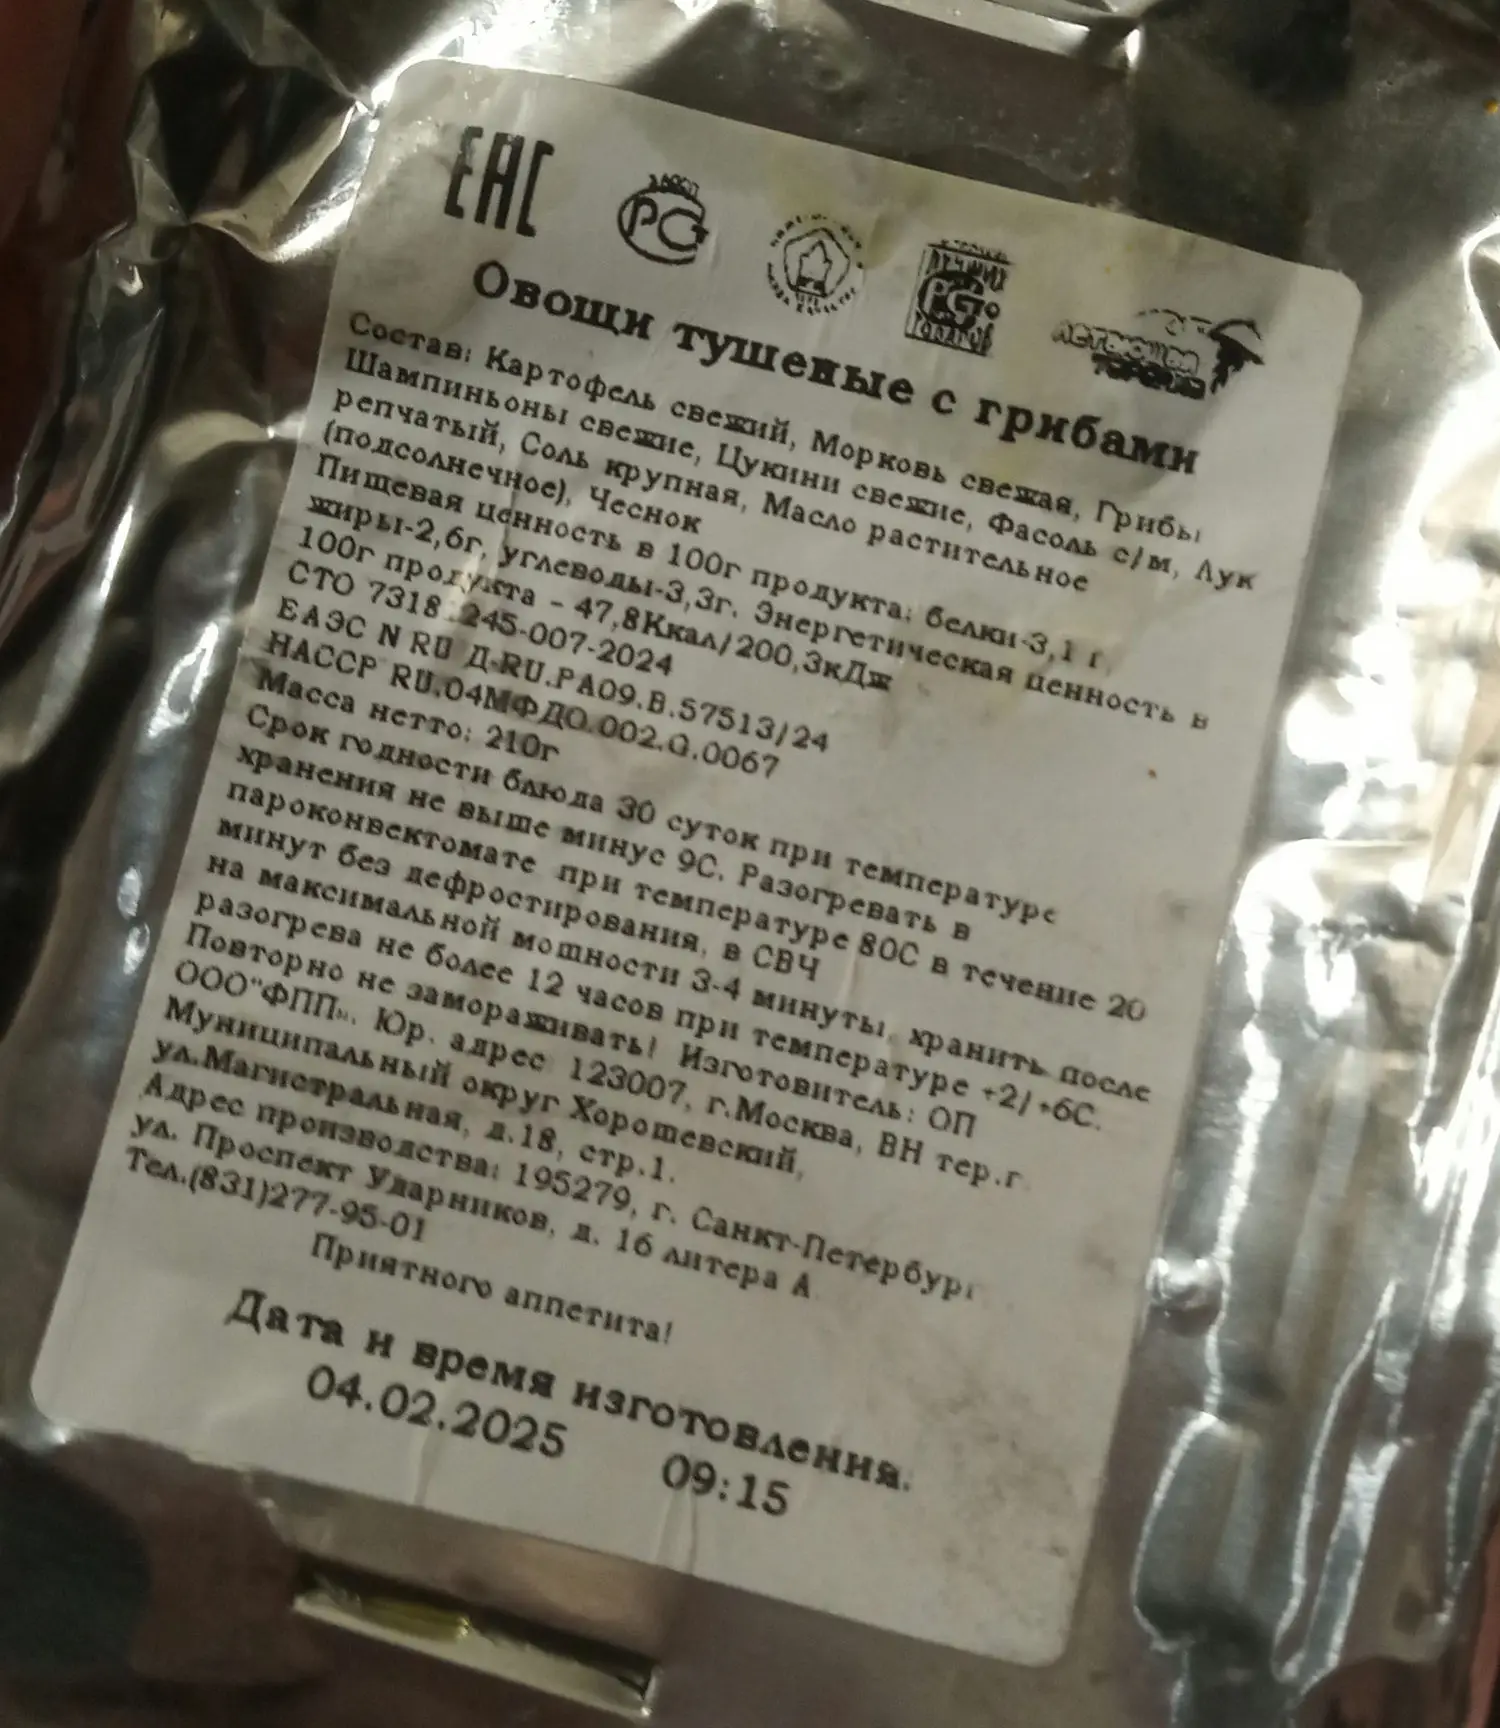 ЕАС
РСТ
ЛУЧШИХ
ТОВАРОВ
ЛЕТАЮЩАЯ
ТАРЕЛКА
Овощи тушеные с грибами
Состав: Картофель свежий, Морковь свежая, Грибы
Шампиньоны свежие, Цукини свежие, Фасоль с/м, Лук
репчатый, Соль крупная, Масло растительное
(подсолнечное), Чеснок
Пищевая ценность в 100г продукта: белки-3,1 г,
жиры-2,6г, углеводы-3,3г. Энергетическая ценность в
100г продукта - 47,8Ккал/200,3кДж
СТО 7318 245-007-2024
ЕАЭС N RU Д-RU.РА09.В.57513/24
НАССР RU.04МФДО.002.Q.0067
Масса нетто: 210г
Срок годности блюда 30 суток при температуре
хранения не выше минус 9С. Разогревать в
пароконвектомате при температуре 80С в течение 20
минут без дефростирования, в СВЧ
на максимальной мощности 3-4 минуты, хранить после
разогрева не более 12 часов при температуре +2/+6С.
Повторно не замораживать! Изготовитель: ОП
ООО"ФПП". Юр. адрес 123007, г.Москва, ВН тер.г.
Муниципальный округ Хорошевский,
ул.Магистральная, д.18, стр.1.
Адрес производства: 195279, г. Санкт-Петербург
ул. Проспект Ударников, д. 16 литера А
Тел.(831)277-95-01
Приятного аппетита!
Дата и время изготовления.
04.02.2025 09:15